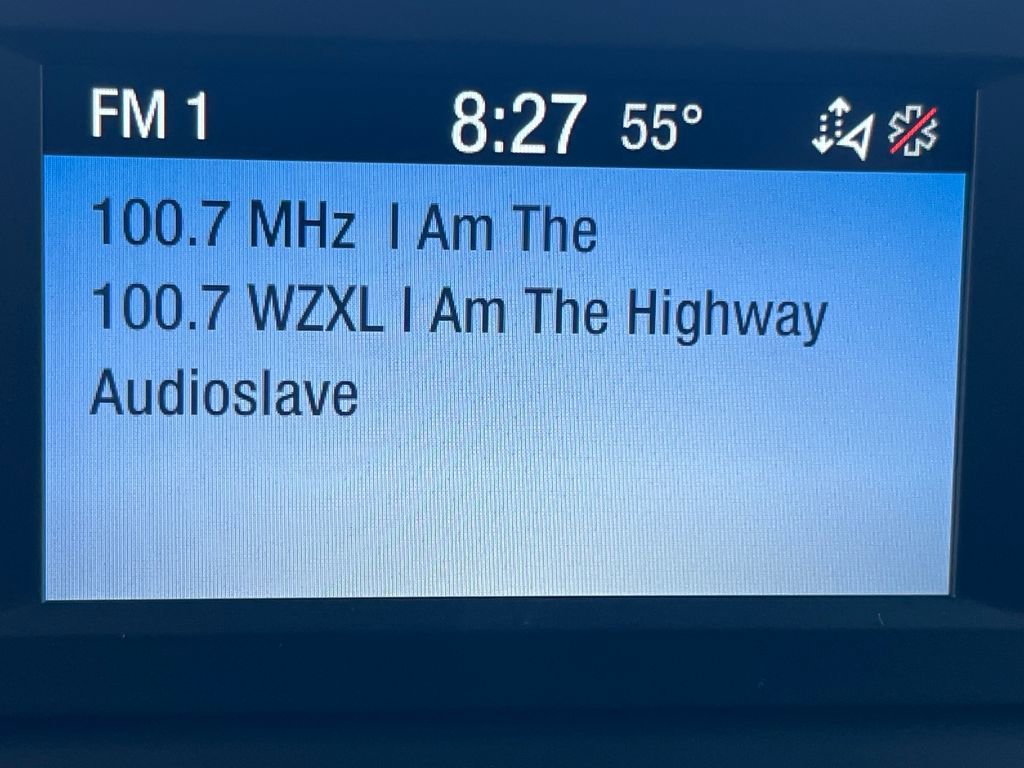 FM 1 8:27 55°
100.7 MHz I Am The
100.7 WZXL I Am The Highway
Audioslave